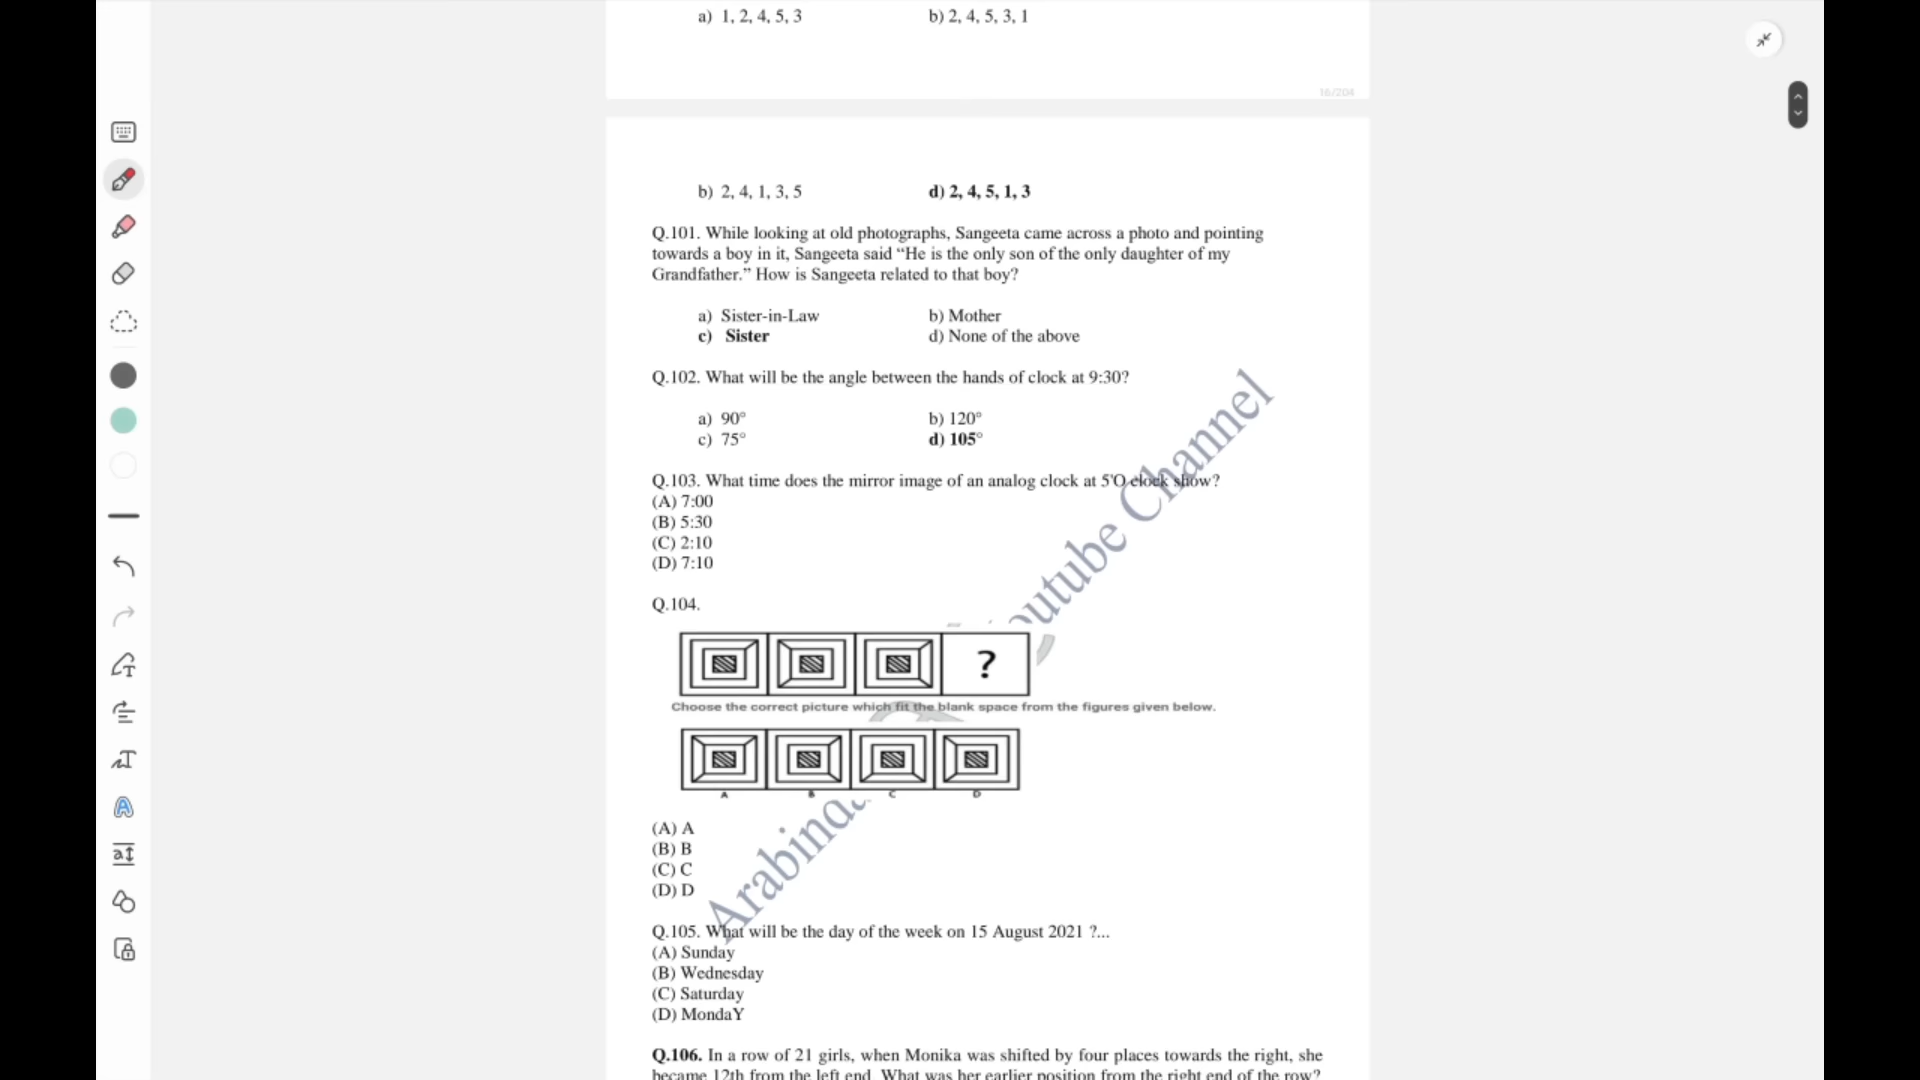 a) 1, 2, 4, 5, 3 b) 2, 4, 5, 3, 1
16/204
b) 2, 4, 1, 3, 5 d) 2, 4, 5, 1, 3
Q.101. While looking at old photographs, Sangeeta came across a photo and pointing
towards a boy in it, Sangeeta said “He is the only son of the only daughter of my
Grandfather.” How is Sangeeta related to that boy?
a) Sister-in-Law b) Mother
c) Sister d) None of the above
Q.102. What will be the angle between the hands of clock at 9:30?
a) 90° b) 120°
c) 75° d) 105°
Q.103. What time does the mirror image of an analog clock at 5'O clock show?
(A) 7:00
(B) 5:30
(C) 2:10
(D) 7:10
Q.104.
?
Choose the correct picture which fit the blank space from the figures given below.
A B C D
(A) A
(B) B
(C) C
(D) D
Q.105. What will be the day of the week on 15 August 2021 ?...
(A) Sunday
(B) Wednesday
(C) Saturday
(D) MondaY
Q.106. In a row of 21 girls, when Monika was shifted by four places towards the right, she
became 12th from the left end. What was her earlier position from the right end of the row?
Channel